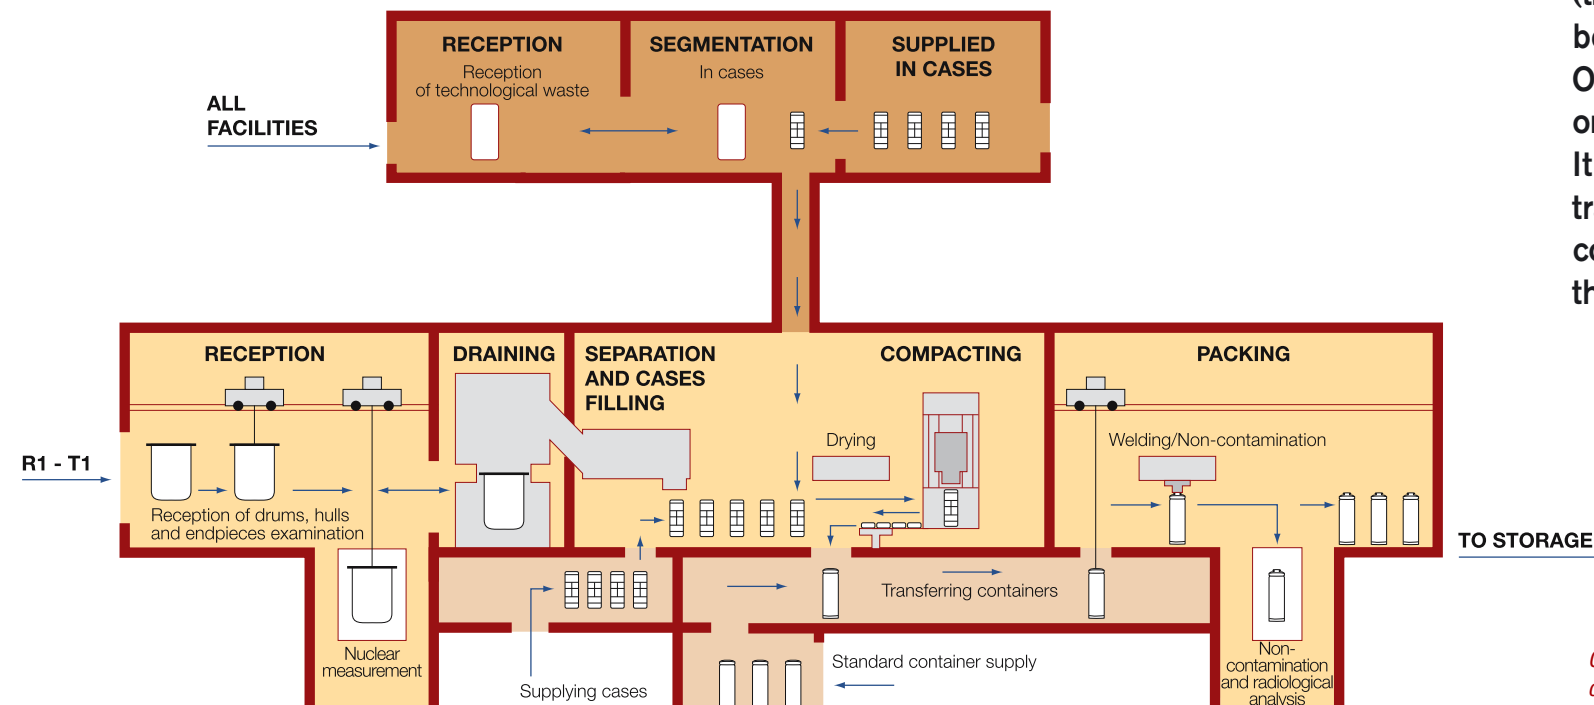 RECEPTION
Reception
of technological waste
SEGMENTATION
In cases
SUPPLIED
IN CASES
ALL
FACILITIES
RECEPTION
DRAINING
SEPARATION
AND CASES
FILLING
COMPACTING
PACKING
Drying
Welding/Non-contamination
R1 - T1
Reception of drums, hulls
and endpieces examination
TO STORAGE
Transferring containers
Nuclear
measurement
Supplying cases
Standard container supply
Non-
contamination
and radiological
analysis